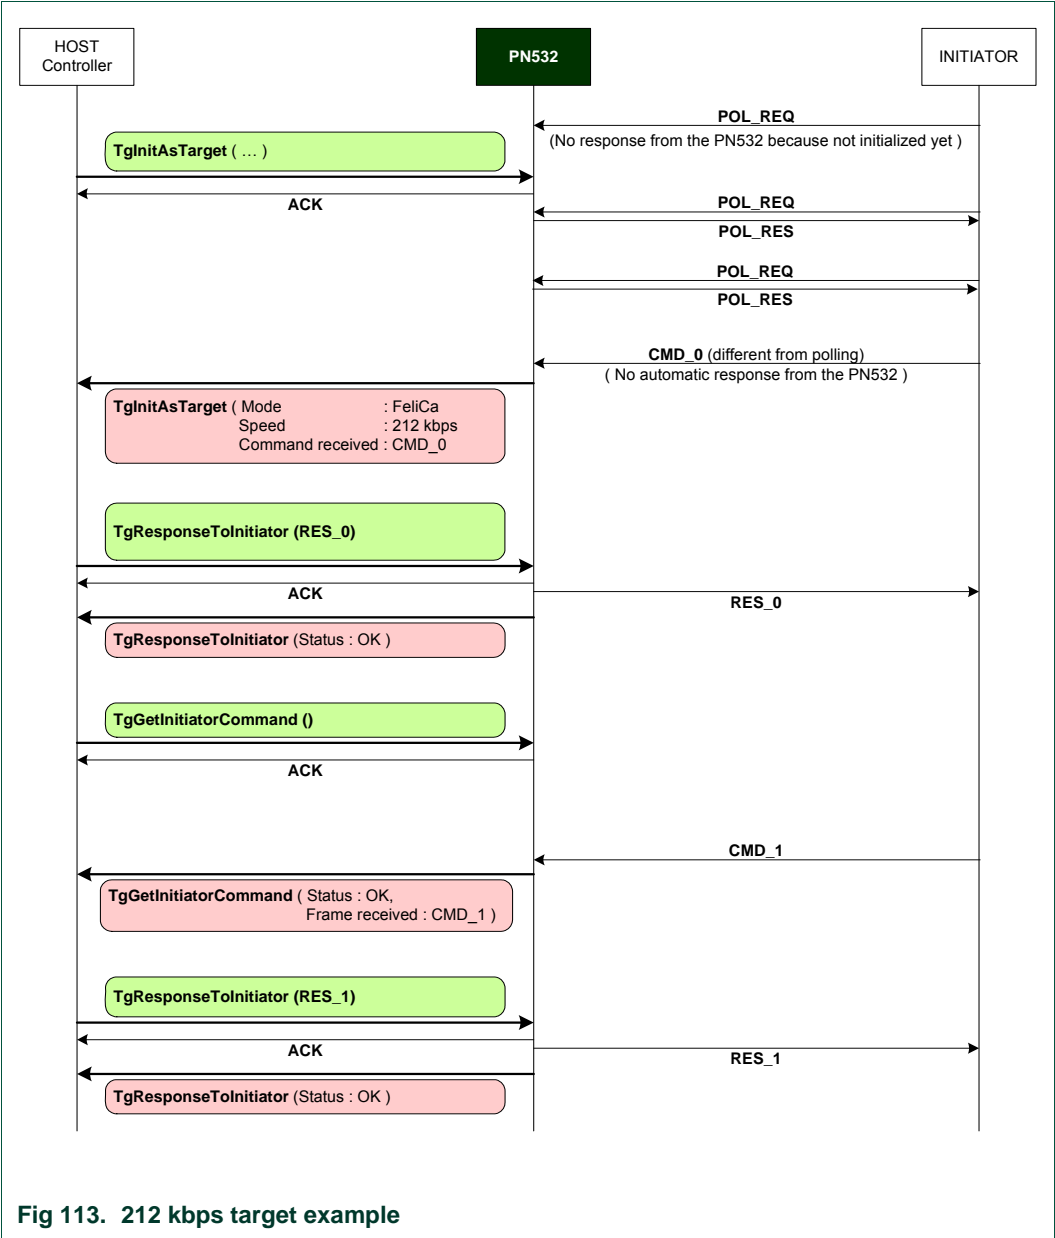 HOST
Controller
PN532
INITIATOR
POL_REQ
(No response from the PN532 because not initialized yet )
TgInitAsTarget ( … )
ACK
POL_REQ
POL_RES
POL_REQ
POL_RES
CMD_0 (different from polling)
( No automatic response from the PN532 )
TgInitAsTarget ( Mode : FeliCa
Speed : 212 kbps
Command received : CMD_0
TgResponseToInitiator (RES_0)
ACK
RES_0
TgResponseToInitiator (Status : OK )
TgGetInitiatorCommand ()
ACK
CMD_1
TgGetInitiatorCommand ( Status : OK,
Frame received : CMD_1 )
TgResponseToInitiator (RES_1)
ACK
RES_1
TgResponseToInitiator (Status : OK )
Fig 113. 212 kbps target example